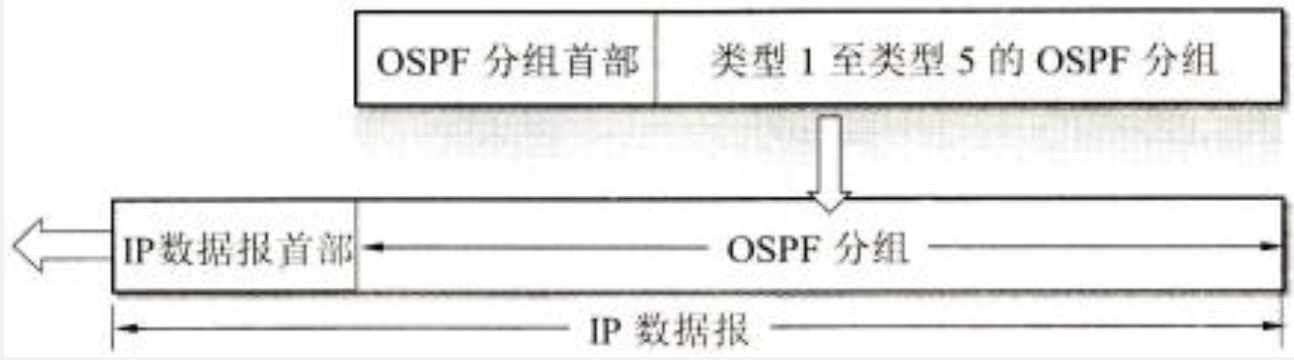 OSPF 分组首部 类型 1 至类型 5 的 OSPF 分组
IP数据报首部 OSPF 分组
IP 数据报